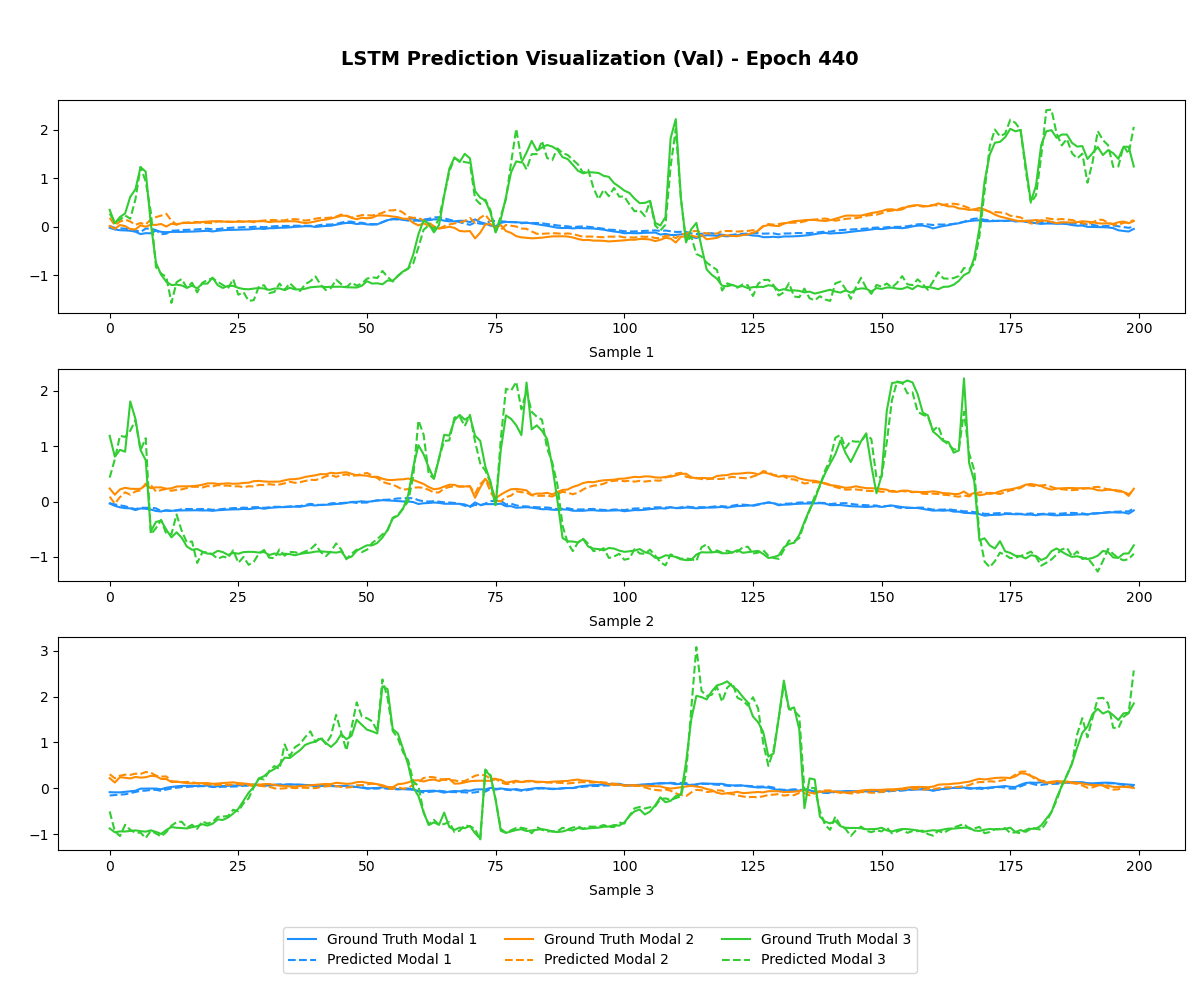 LSTM Prediction Visualization (Val) - Epoch 440
2
1
0
−1
0 25 50 75 100 125 150 175 200
Sample 1
2
1
0
−1
0 25 50 75 100 125 150 175 200
Sample 2
3
2
1
0
−1
0 25 50 75 100 125 150 175 200
Sample 3
Ground Truth Modal 1 Ground Truth Modal 2 Ground Truth Modal 3
Predicted Modal 1 Predicted Modal 2 Predicted Modal 3